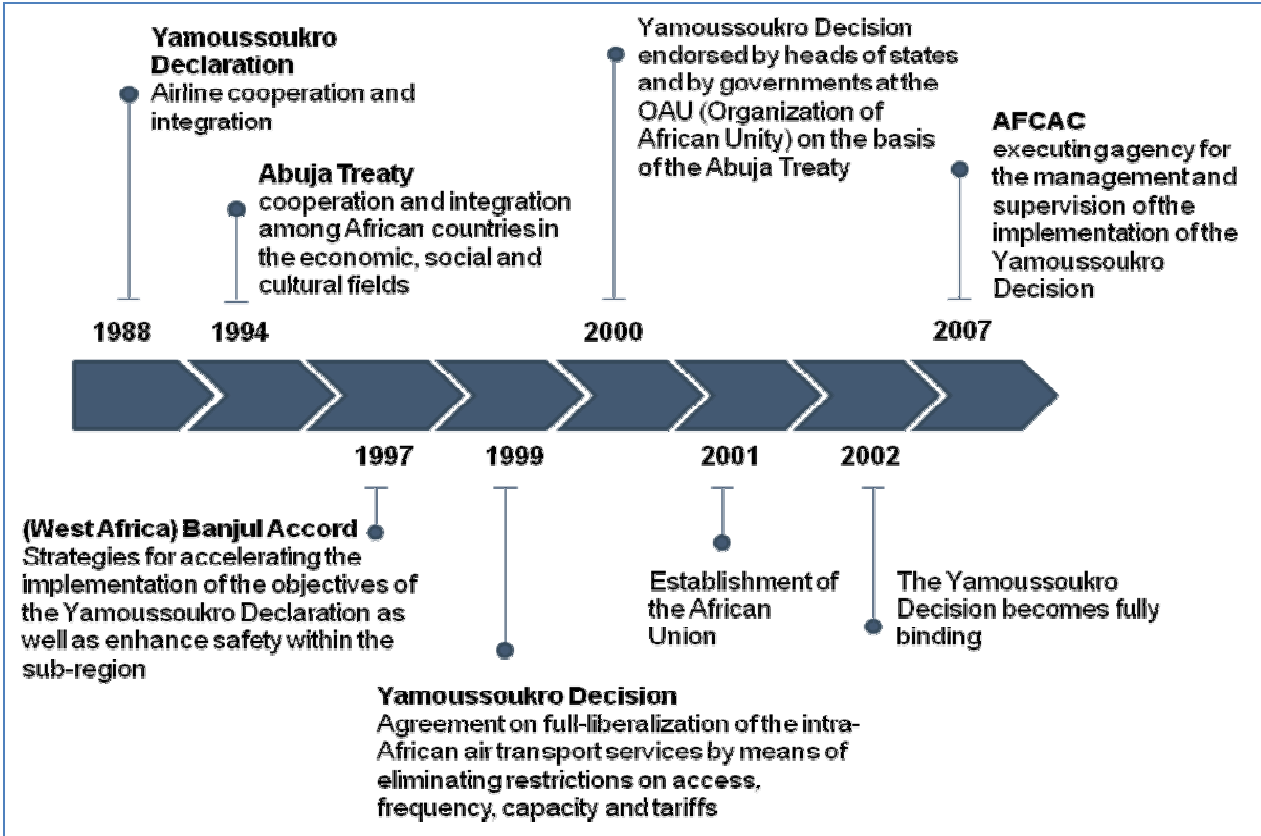 Yamoussoukro
Declaration
Airline cooperation and
integration
Abuja Treaty
cooperation and integration
among African countries in
the economic, social and
cultural fields
Yamoussoukro Decision
endorsed by heads of states
and by governments at the
OAU (Organization of
African Unity) on the basis
of the Abuja Treaty
AFCAC
executing agency for
the management and
supervision of the
implementation of the
Yamoussoukro
Decision
1988
1994
2000
2007
1997
1999
2001
2002
(West Africa) Banjul Accord
Strategies for accelerating the
implementation of the objectives of
the Yamoussoukro Declaration as
well as enhance safety within the
sub-region
Yamoussoukro Decision
Agreement on full-liberalization of the intra-
African air transport services by means of
eliminating restrictions on access,
frequency, capacity and tariffs
Establishment of
the African
Union
The Yamoussoukro
Decision becomes fully
binding